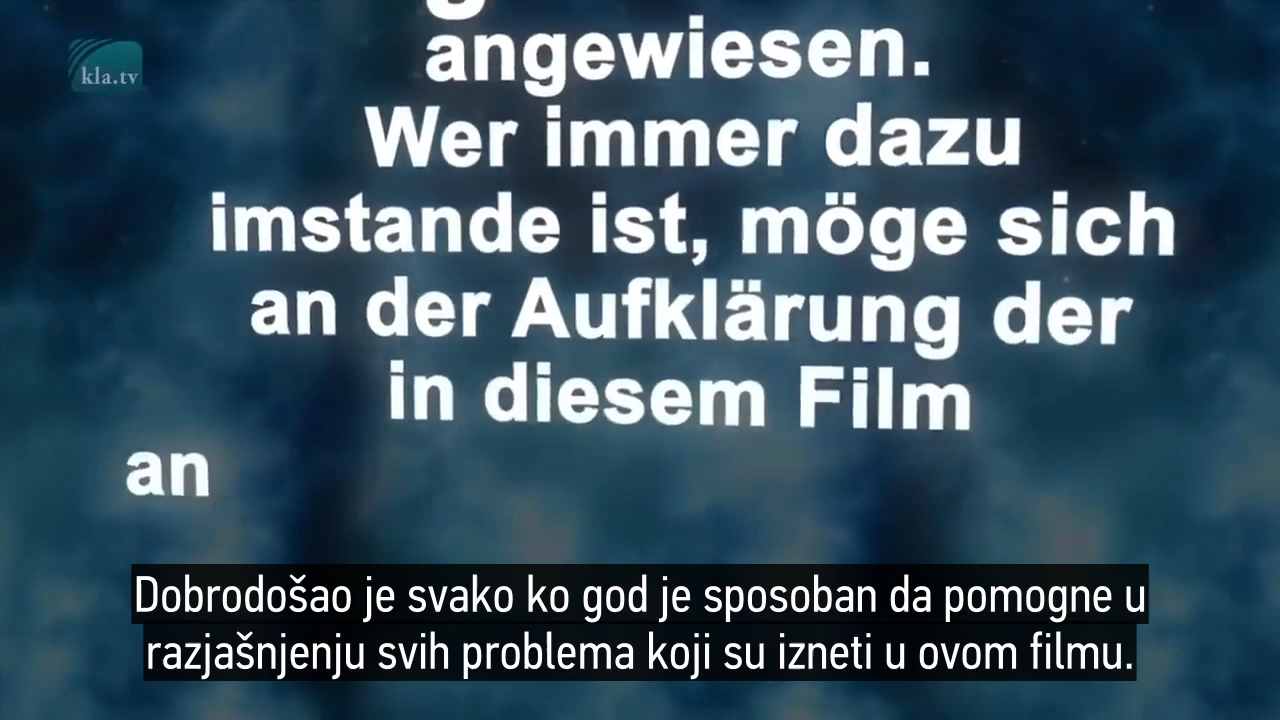 kla.tv
angewiesen.
Wer immer dazu
imstande ist, möge sich
an der Aufklärung der
in diesem Film
an
Dobrodošao je svako ko god je sposoban da pomogne u
razjašnjenju svih problema koji su izneti u ovom filmu.